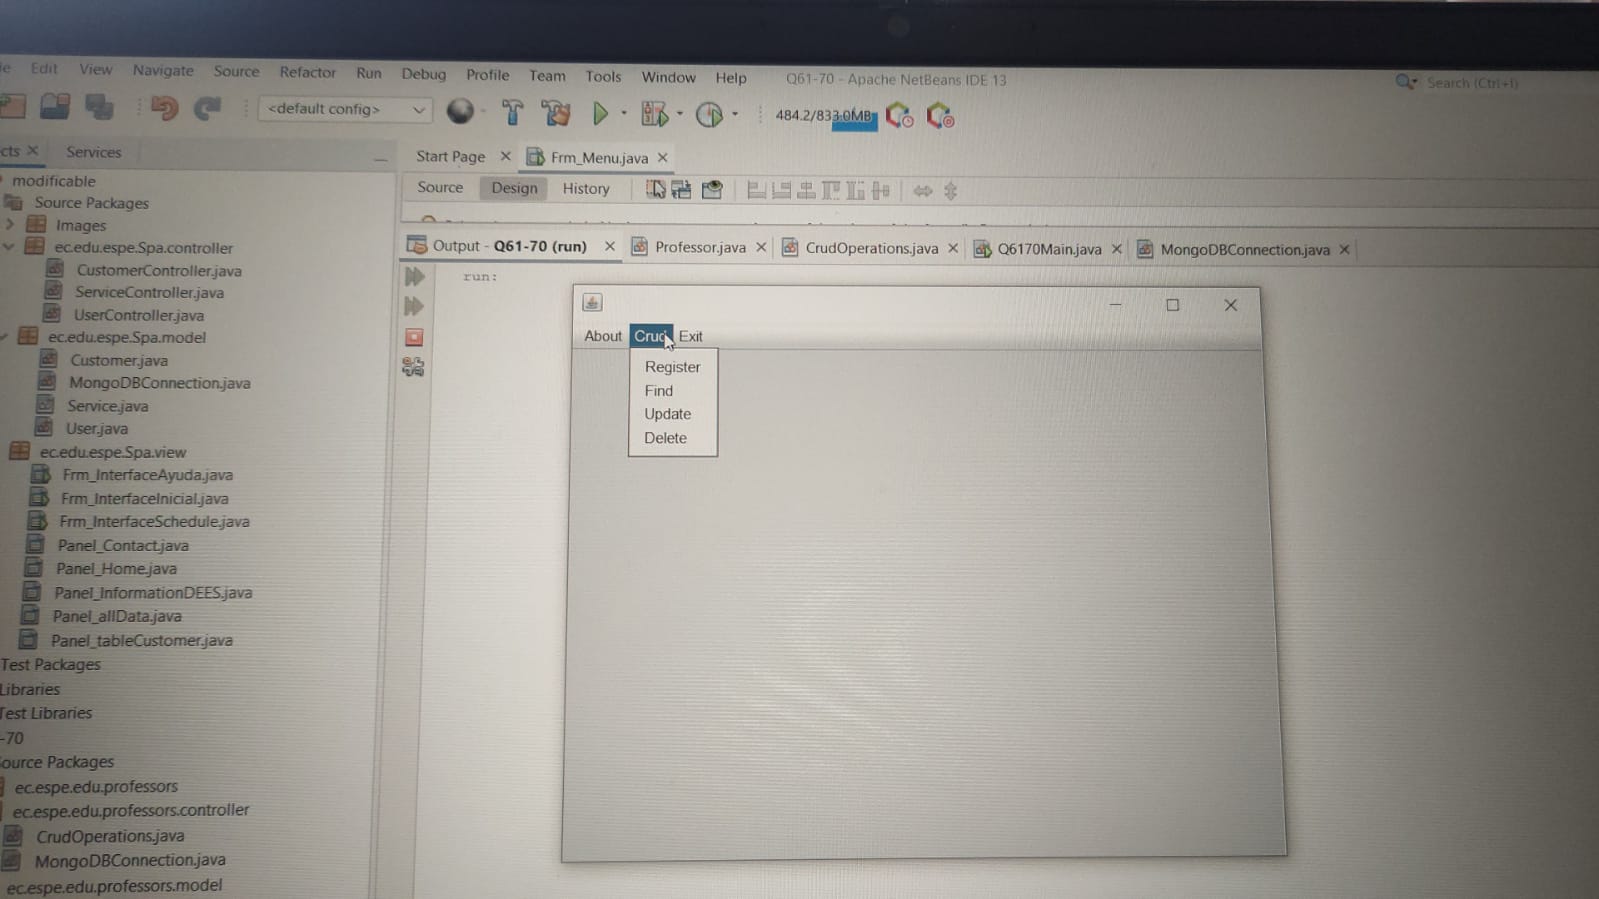 Edit View Navigate Source Refactor Run Debug Profile Team Tools Window Help Q61-70 - Apache NetBeans IDE 13 Search (Ctrl+I)
<default config> 484.2/833.0MB
Services
Start Page Frm_Menu.java
Source Design History
Output - Q61-70 (run) Professor.java CrudOperations.java Q6170Main.java MongoDBConnection.java
run:
modificable
Source Packages
Images
ec.edu.espe.Spa.controller
CustomerController.java
ServiceController.java
UserController.java
ec.edu.espe.Spa.model
Customer.java
MongoDBConnection.java
Service.java
User.java
ec.edu.espe.Spa.view
Frm_InterfaceAyuda.java
Frm_InterfaceInicial.java
Frm_InterfaceSchedule.java
Panel_Contact.java
Panel_Home.java
Panel_InformationDEES.java
Panel_allData.java
Panel_tableCustomer.java
Test Packages
Libraries
Test Libraries
-70
Source Packages
ec.espe.edu.professors
ec.espe.edu.professors.controller
CrudOperations.java
MongoDBConnection.java
ec.espe.edu.professors.model
About Crud Exit
Register
Find
Update
Delete